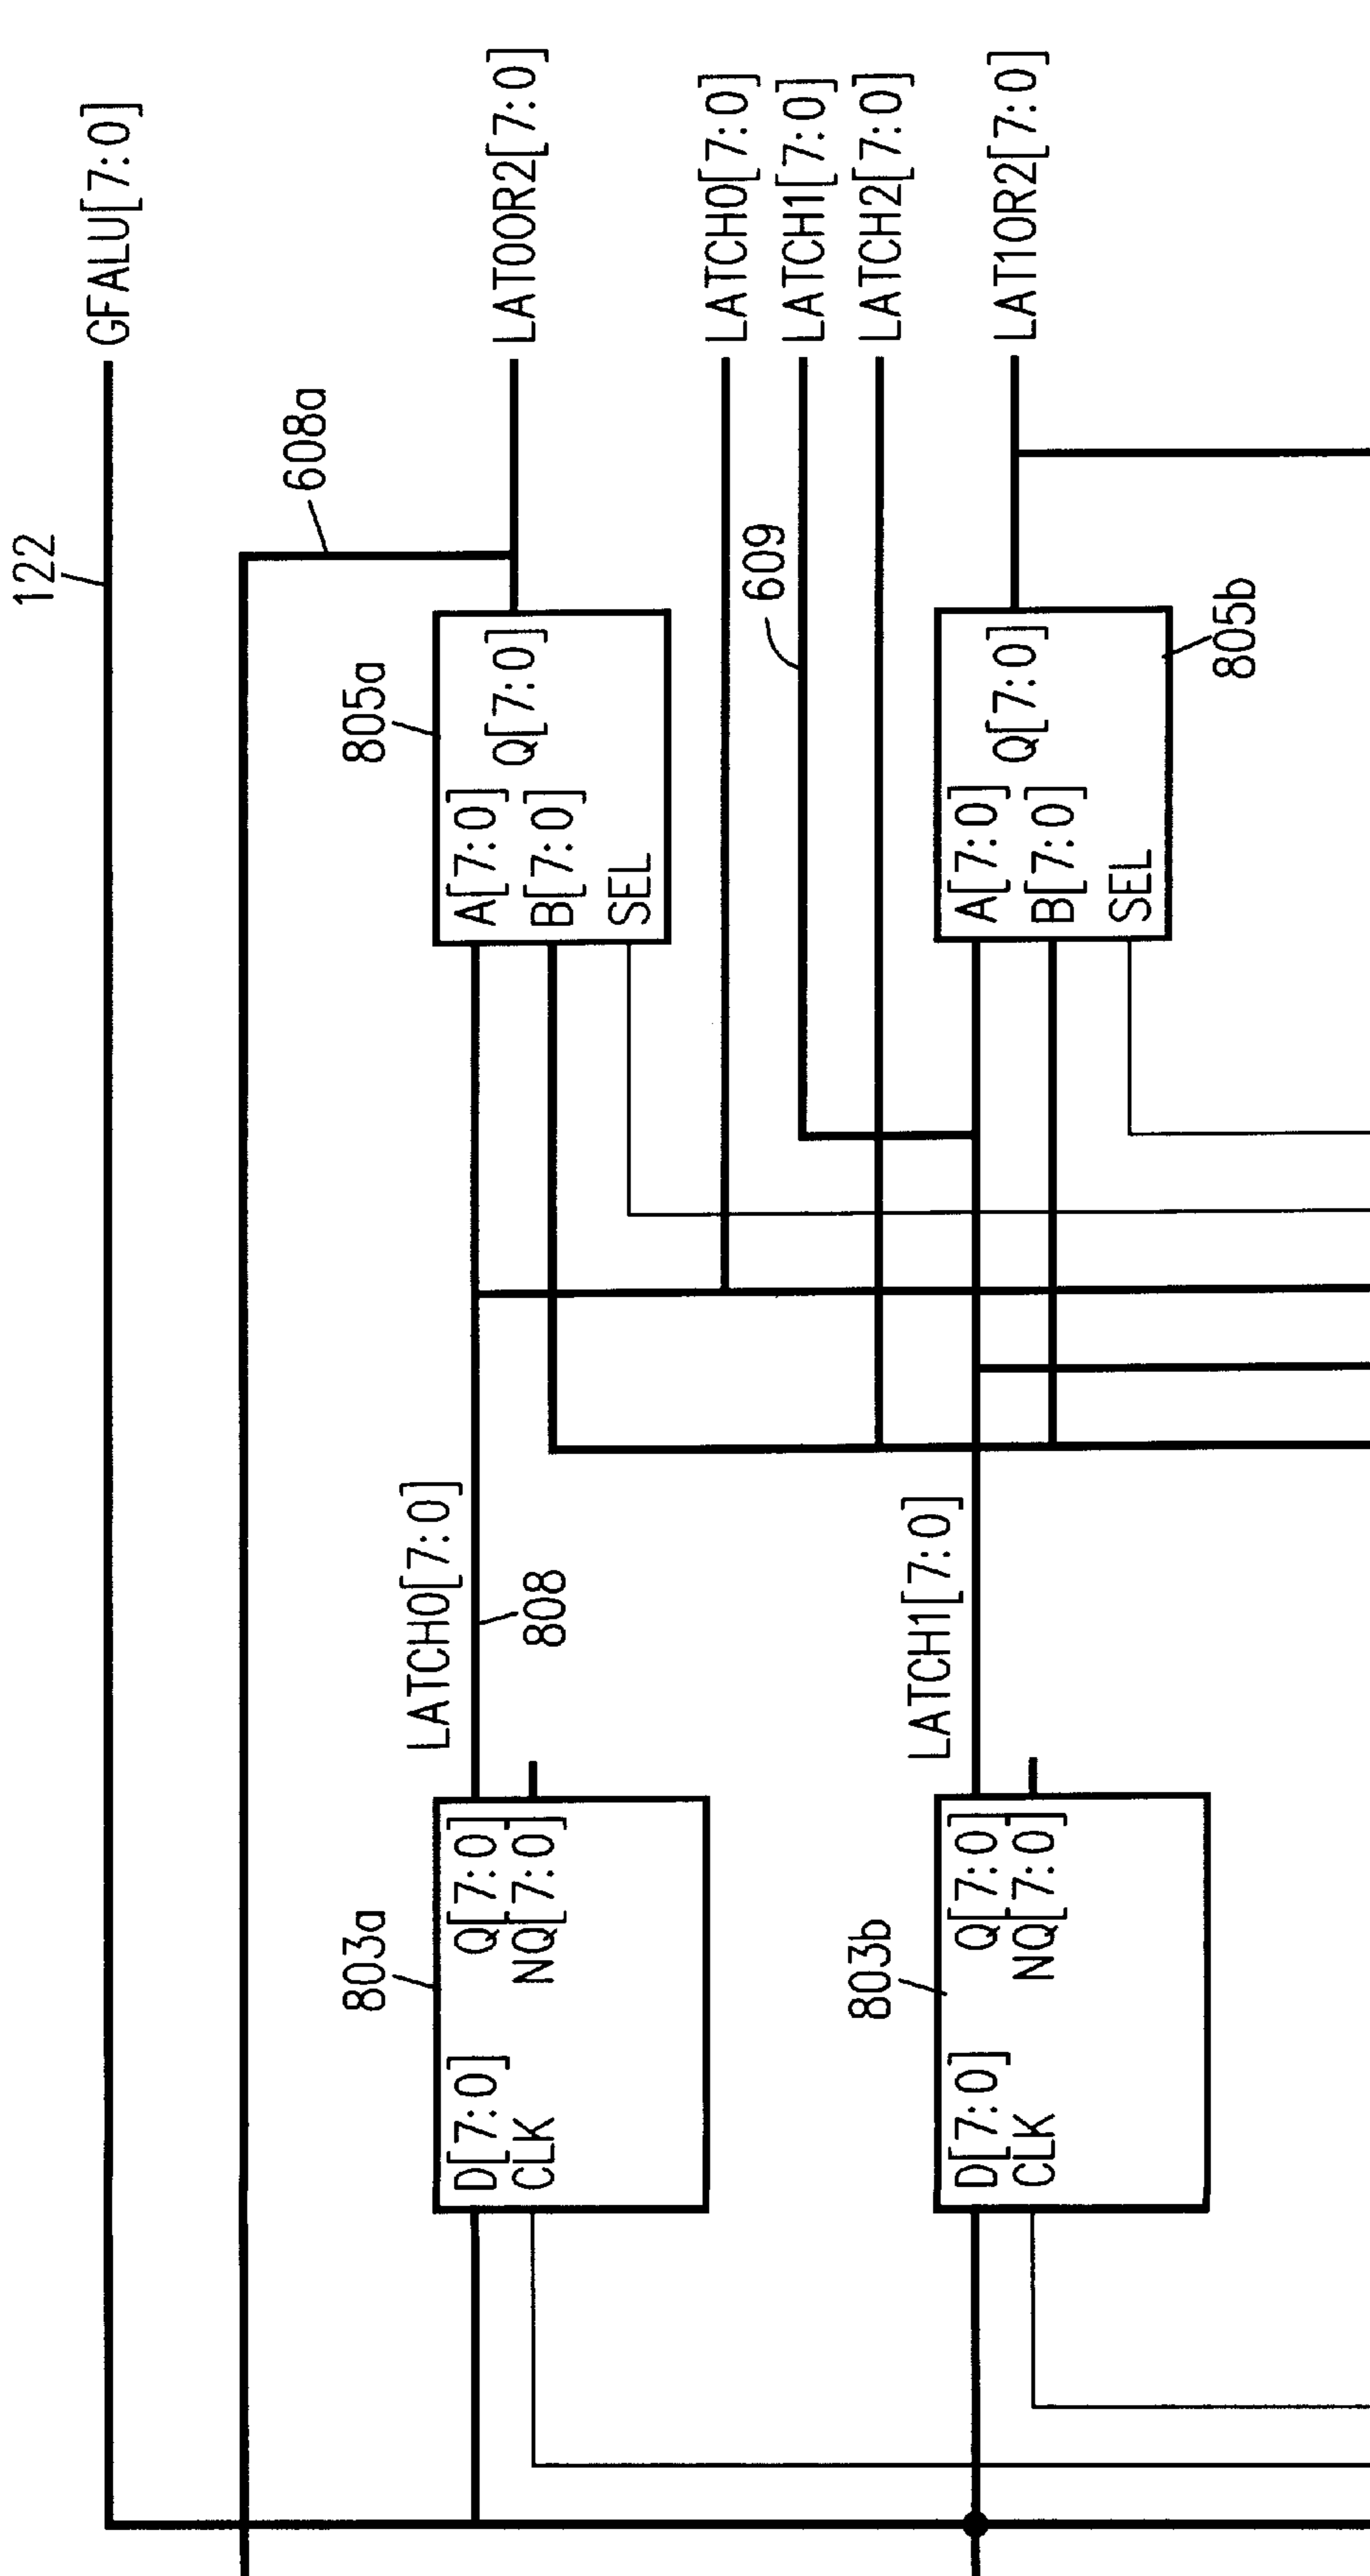 122
GFALU[7:0]
608a
805a
A[7:0]
B[7:0]
SEL
Q[7:0]
LAT0OR2[7:0]
LATCH0[7:0]
LATCH1[7:0]
LATCH2[7:0]
609
LAT1OR2[7:0]
A[7:0]
B[7:0]
SEL
Q[7:0]
805b
LATCH0[7:0]
808
LATCH1[7:0]
803a
D[7:0]
CLK
Q[7:0]
NQ[7:0]
803b
D[7:0]
CLK
Q[7:0]
NQ[7:0]